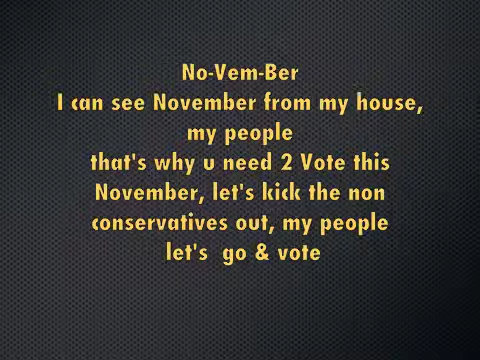 No-Vem-Ber
I can see November from my house,
my people
that's why u need 2 Vote this
November, let's kick the non
conservatives out, my people
let's  go & vote